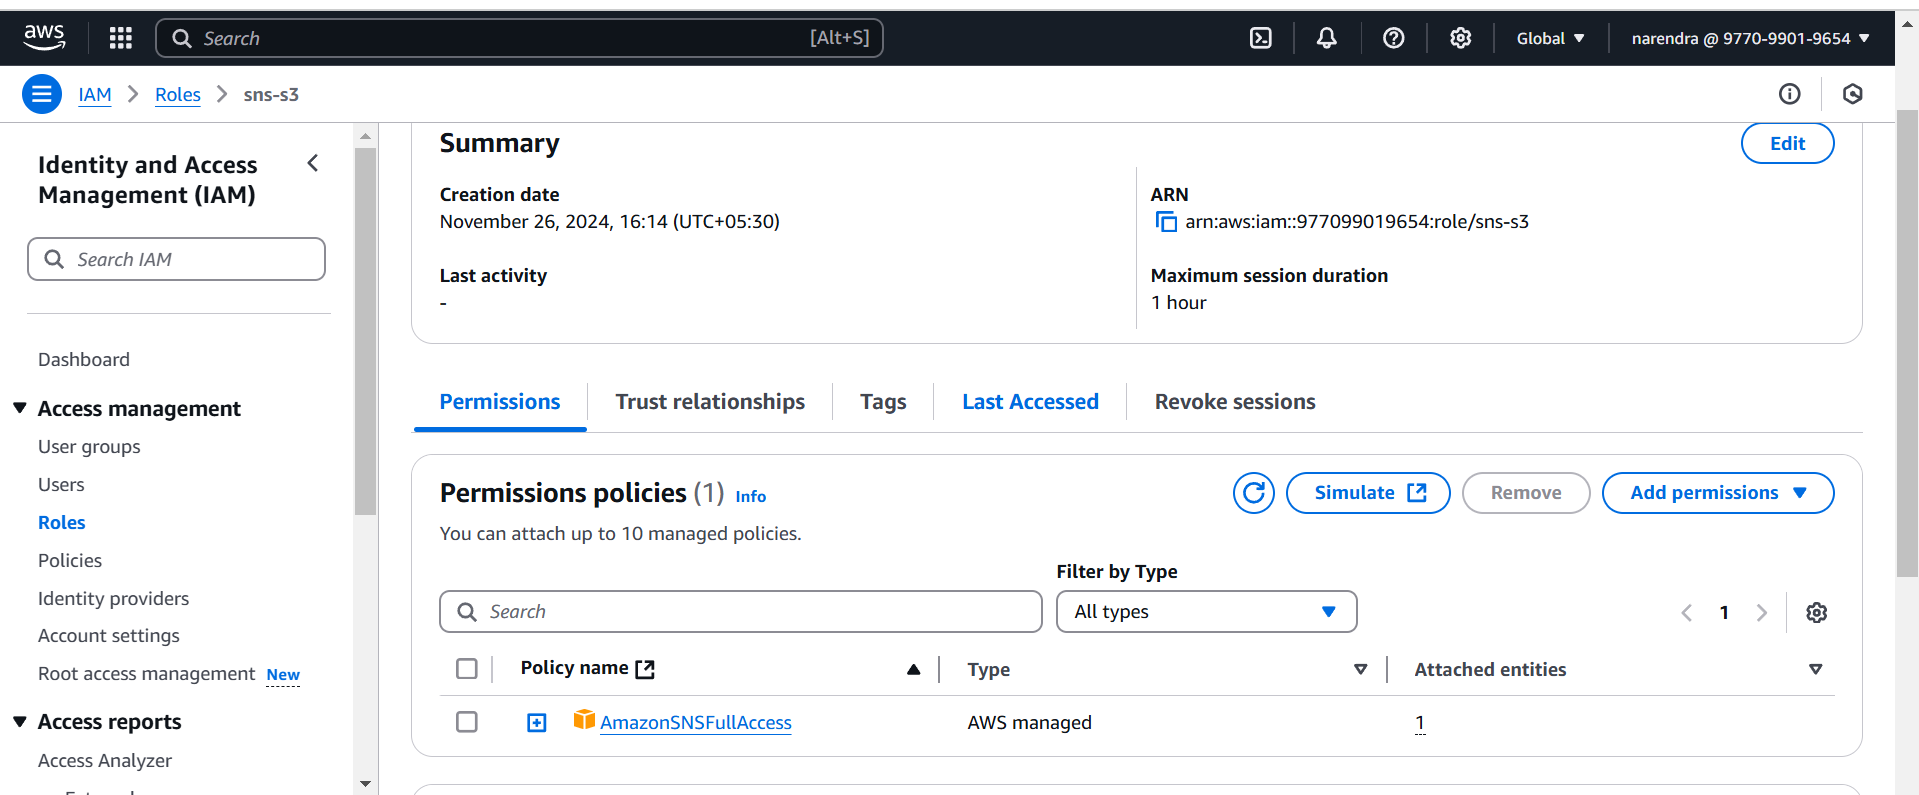 aws
Search [Alt+S]
Global
narendra @ 9770-9901-9654
IAM > Roles > sns-s3
Identity and Access
Management (IAM)
Search IAM
Dashboard
Access management
User groups
Users
Roles
Policies
Identity providers
Account settings
Root access management New
Access reports
Access Analyzer
Summary
Edit
Creation date
November 26, 2024, 16:14 (UTC+05:30)
ARN
arn:aws:iam::977099019654:role/sns-s3
Last activity
-
Maximum session duration
1 hour
Permissions
Trust relationships
Tags
Last Accessed
Revoke sessions
Permissions policies (1) Info
Simulate
Remove
Add permissions
You can attach up to 10 managed policies.
Filter by Type
Search
All types
1
Policy name
Type
Attached entities
AmazonSNSFullAccess
AWS managed
1